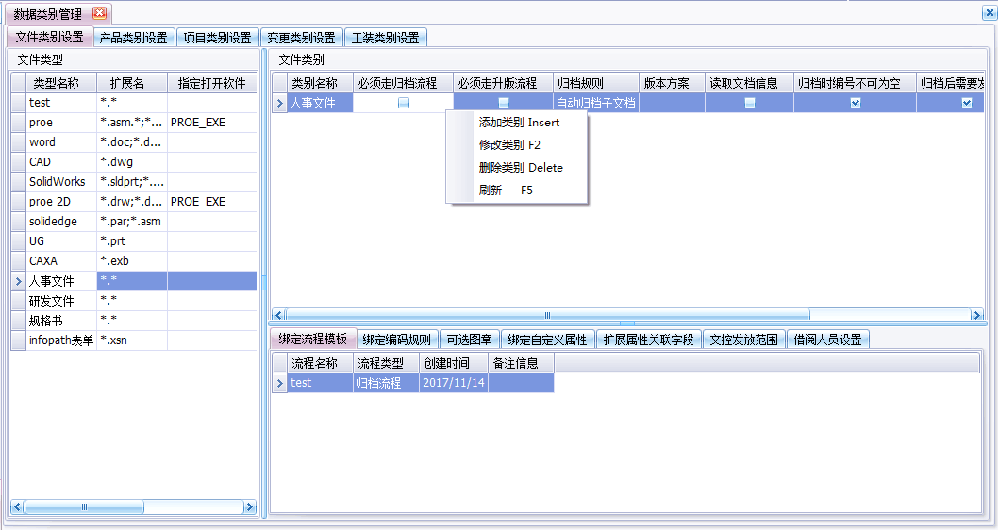 数据类别管理
文件类别设置 产品类别设置 项目类别设置 变更类别设置 工装类别设置
文件类型
类型名称 扩展名 指定打开软件
test *.*
proe *.asm.*;*... PROE_EXE
word *.doc;*.d...
CAD *.dwg
SolidWorks *.sldprt;*....
proe 2D *.drw;*.d... PROE_EXE
solidedge *.par;*.asm
UG *.prt
CAXA *.exb
人事文件 *.*
研发文件 *.*
规格书 *.*
infopath表单 *.xsn
文件类别
类别名称 必须走归档流程 必须走升版流程 归档规则 版本方案 读取文档信息 归档时编号不可为空 归档后需要发
人事文件 自动归档子文档
添加类别 Insert
修改类别 F2
删除类别 Delete
刷新 F5
绑定流程模板 绑定编码规则 可选图章 绑定自定义属性 扩展属性关联字段 文控发放范围 借阅人员设置
流程名称 流程类型 创建时间 备注信息
test 归档流程 2017/11/14